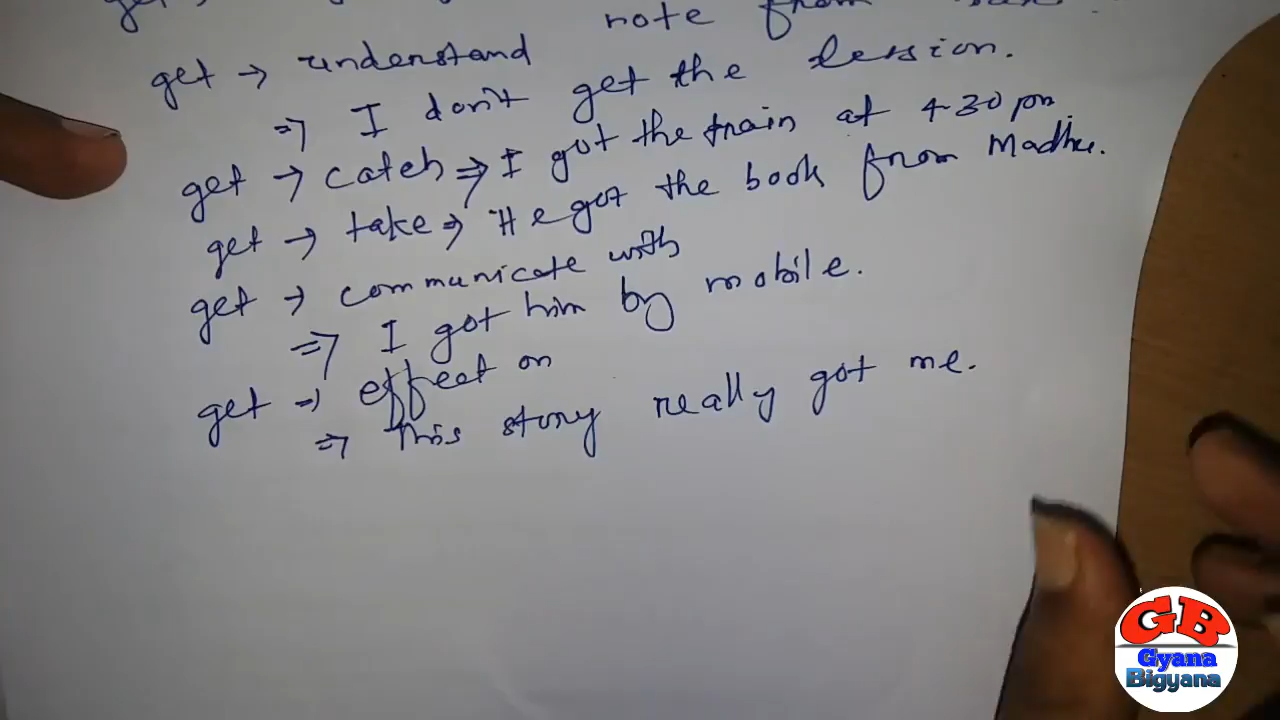 get
note from
get → understand
⇒ I don't get the lession.
get → catch ⇒ I got the train at 4-30 pm.
get → take ⇒ He got the book from Madhu.
get → communicate with
⇒ I got him by mobile.
get → effect on
⇒ This story really got me.
GB
Gyana
Bigyana